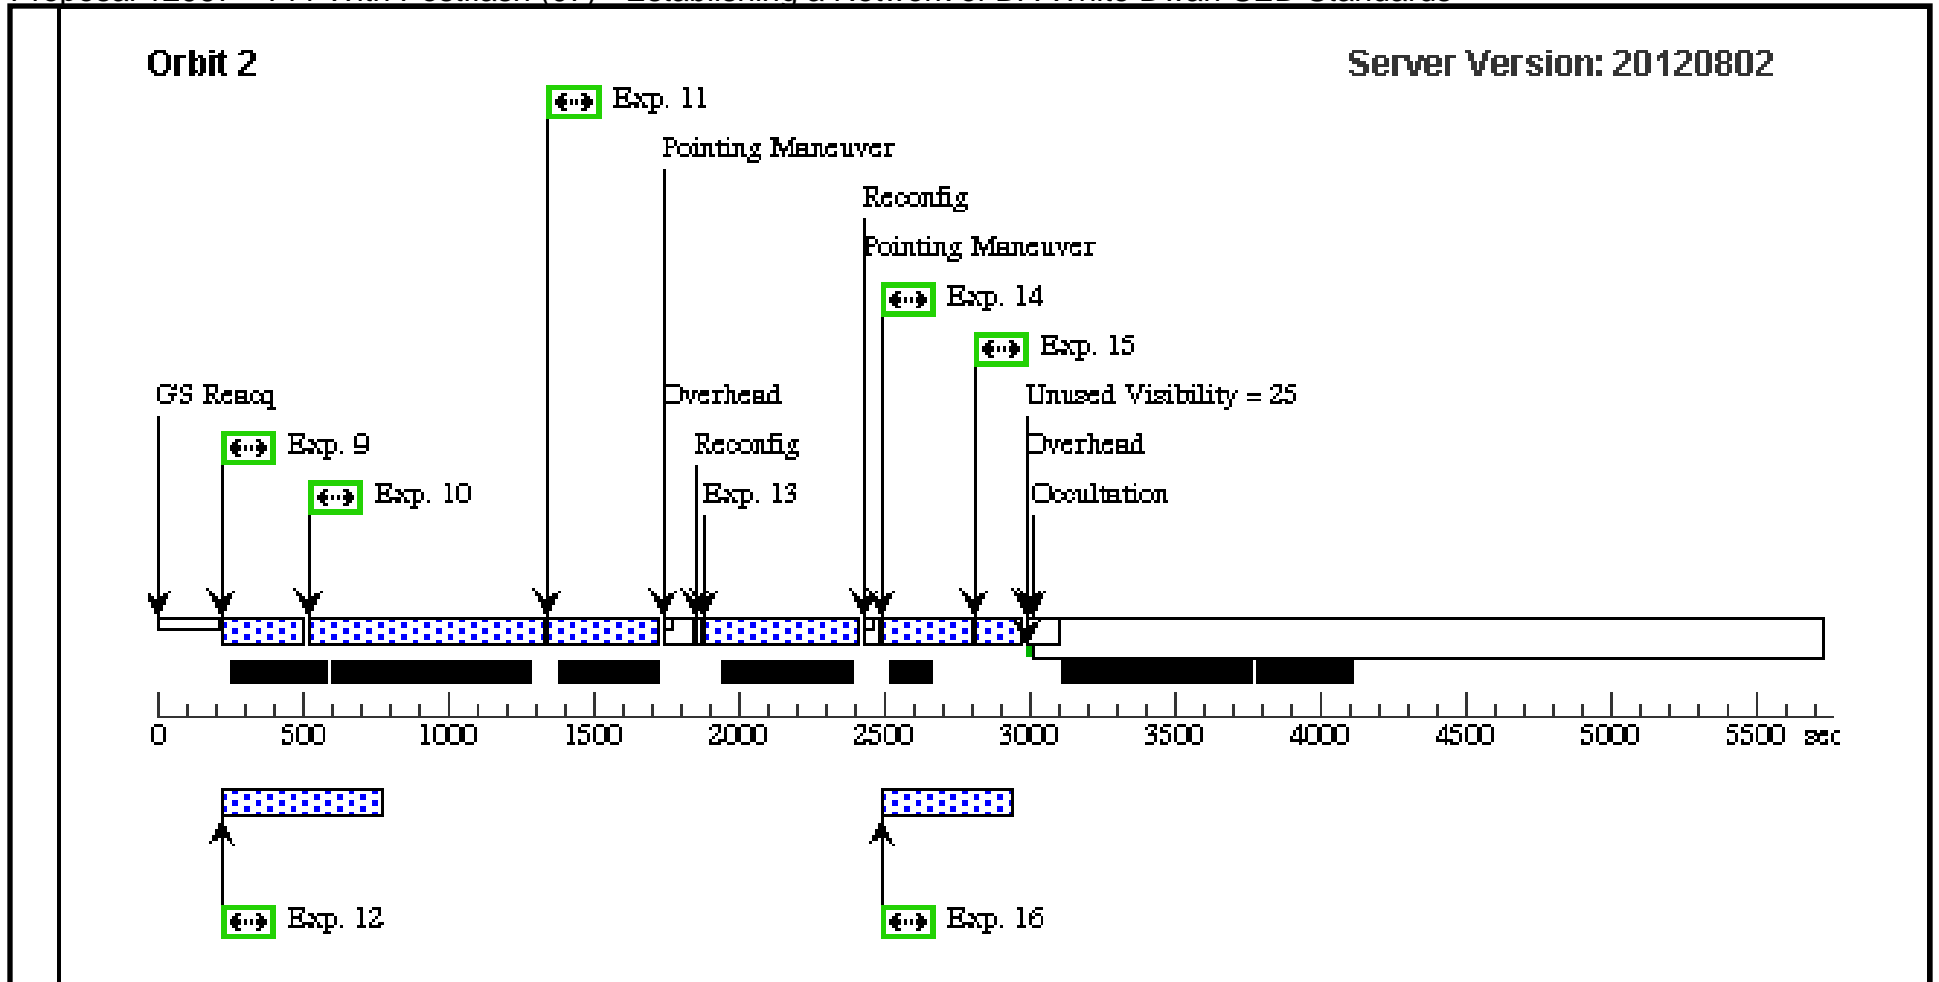 Orbit 2
Server Version: 20120802
Exp. 11
Pointing Maneuver
Reconfig
Pointing Maneuver
Exp. 14
Exp. 15
GS Reacq
Overhead
Unused Visibility = 25
Exp. 9
Reconfig
Overhead
Exp. 10
Exp. 13
Occultation
0 500 1000 1500 2000 2500 3000 3500 4000 4500 5000 5500 sec
Exp. 12
Exp. 16